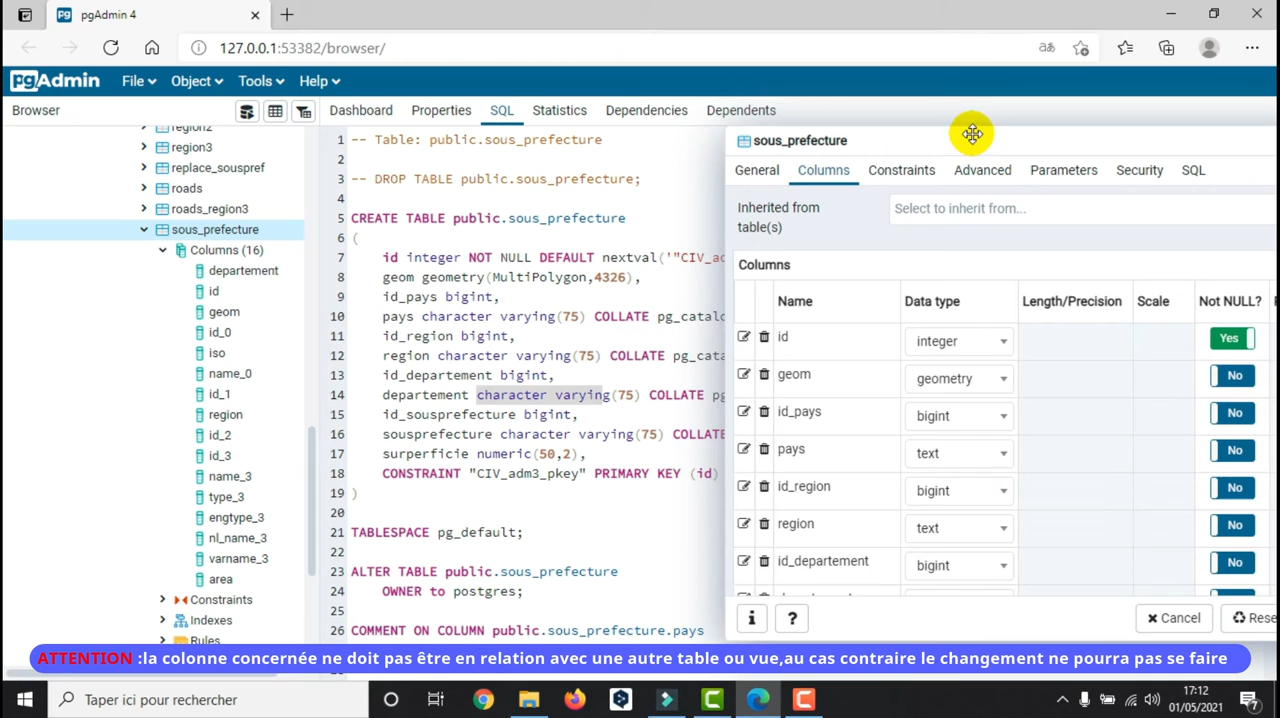 pgAdmin 4
127.0.0.1:53382/browser/
pgAdmin File Object Tools Help
Browser
Dashboard Properties SQL Statistics Dependencies Dependents
region2
region3
replace_souspref
roads
roads_region3
sous_prefecture
Columns (16)
departement
id
geom
id_0
iso
name_0
id_1
region
id_2
id_3
name_3
type_3
engtype_3
nl_name_3
varname_3
area
Constraints
Indexes
Rules
1 -- Table: public.sous_prefecture
2
3 -- DROP TABLE public.sous_prefecture;
4
5 CREATE TABLE public.sous_prefecture
6 (
7 id integer NOT NULL DEFAULT nextval('"CIV_ad
8 geom geometry(MultiPolygon,4326),
9 id_pays bigint,
10 pays character varying(75) COLLATE pg_catalo
11 id_region bigint,
12 region character varying(75) COLLATE pg_cata
13 id_departement bigint,
14 departement character varying(75) COLLATE pg
15 id_sousprefecture bigint,
16 sousprefecture character varying(75) COLLATE
17 surperficie numeric(50,2),
18 CONSTRAINT "CIV_adm3_pkey" PRIMARY KEY (id)
19 )
20
21 TABLESPACE pg_default;
22
23 ALTER TABLE public.sous_prefecture
24 OWNER to postgres;
25
26 COMMENT ON COLUMN public.sous_prefecture.pays
sous_prefecture
General Columns Constraints Advanced Parameters Security SQL
Inherited from
table(s)
Select to inherit from...
Columns
Name Data type Length/Precision Scale Not NULL?
id integer Yes
geom geometry No
id_pays bigint No
pays text No
id_region bigint No
region text No
id_departement bigint No
i ? Cancel Rese
ATTENTION :la colonne concernée ne doit pas être en relation avec une autre table ou vue,au cas contraire le changement ne pourra pas se faire
Taper ici pour rechercher
17:12
01/05/2021
7